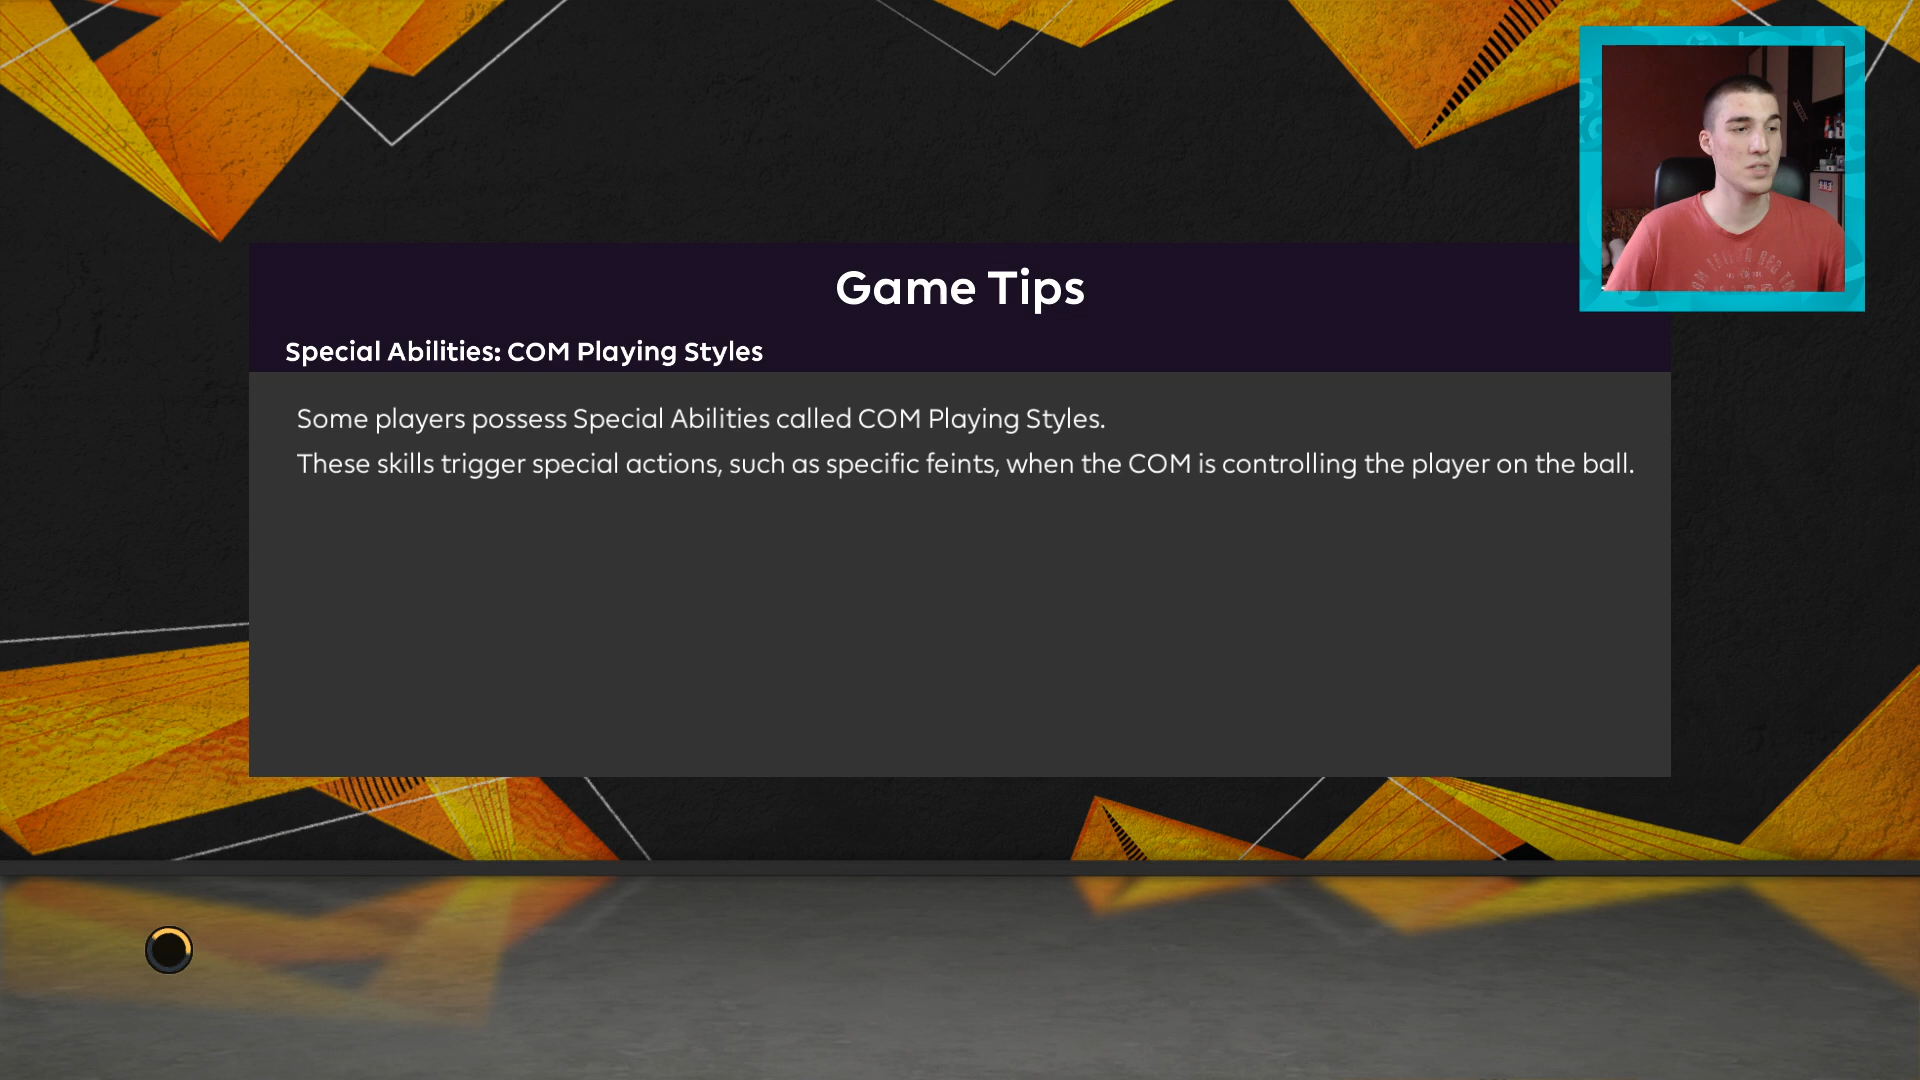 Game Tips
Special Abilities: COM Playing Styles
Some players possess Special Abilities called COM Playing Styles.
These skills trigger special actions, such as specific feints, when the COM is controlling the player on the ball.